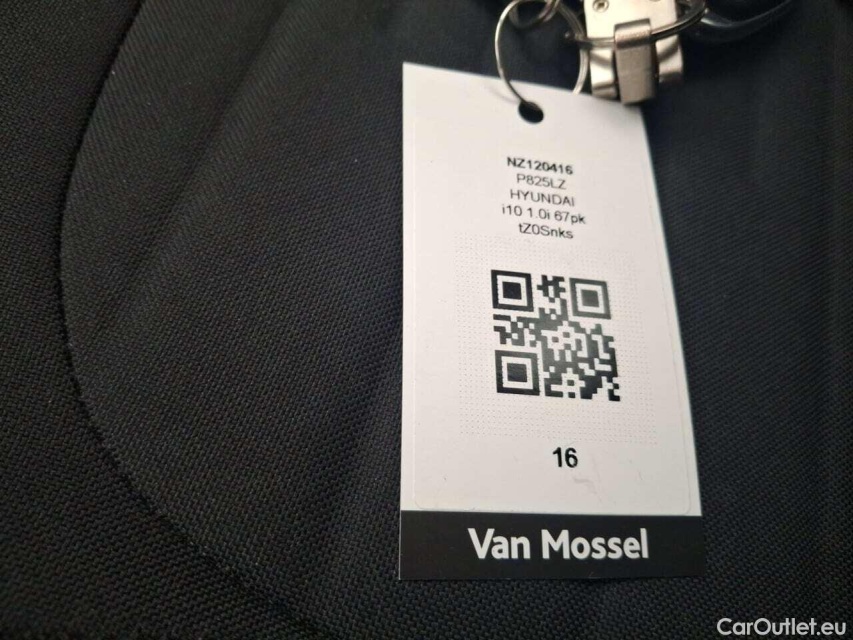 NZ120416
P825LZ
HYUNDAI
i10 1.0i 67pk
tZ0Snks
16
Van Mossel
CarOutlet.eu